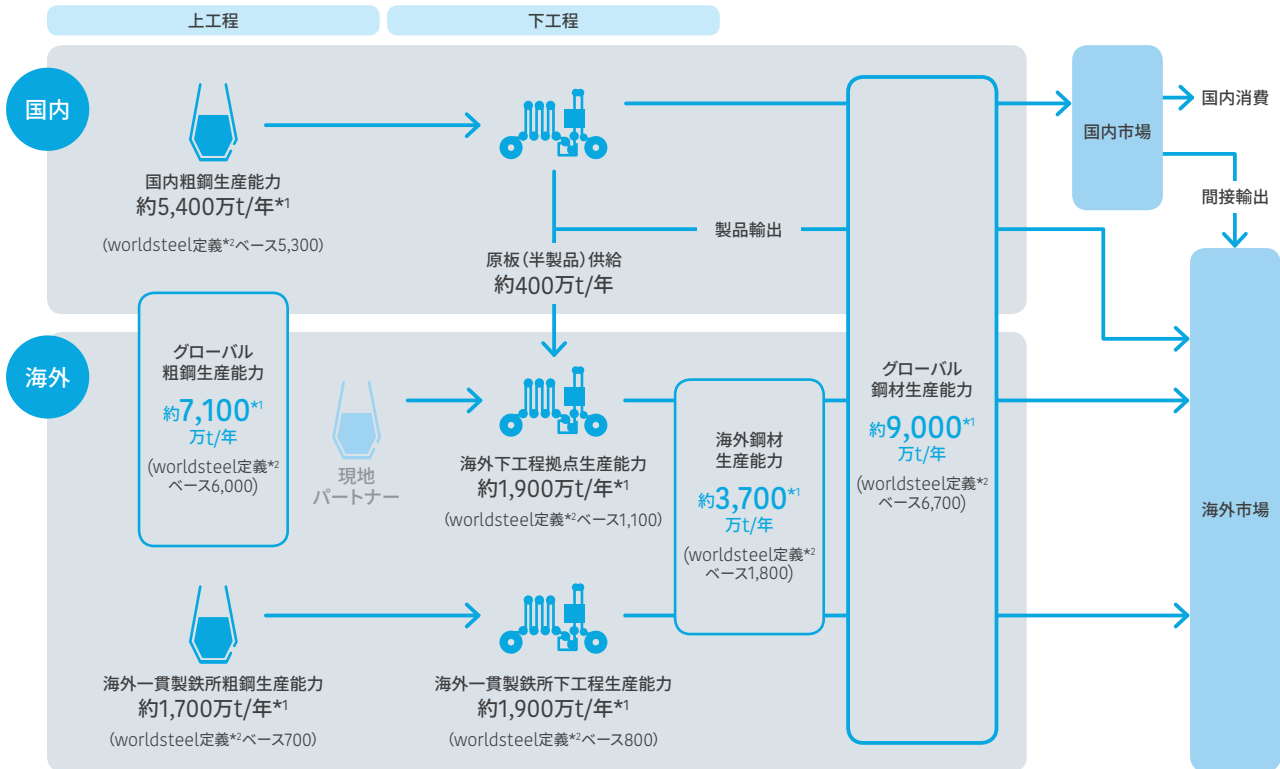 上工程
下工程
国内
国内粗鋼生産能力
約5,400万t/年*1
(worldsteel定義*2ベース5,300)
原板（半製品）供給
約400万t/年
製品輸出
国内市場
国内消費
間接輸出
海外市場
海外
グローバル
粗鋼生産能力
約7,100*1
万t/年
(worldsteel定義*2
ベース6,000)
現地
パートナー
海外下工程拠点生産能力
約1,900万t/年*1
(worldsteel定義*2ベース1,100)
海外鋼材
生産能力
約3,700*1
万t/年
(worldsteel定義*2
ベース1,800)
グローバル
鋼材生産能力
約9,000*1
万t/年
(worldsteel定義*2
ベース6,700)
海外一貫製鉄所粗鋼生産能力
約1,700万t/年*1
(worldsteel定義*2ベース700)
海外一貫製鉄所下工程生産能力
約1,900万t/年*1
(worldsteel定義*2ベース800)